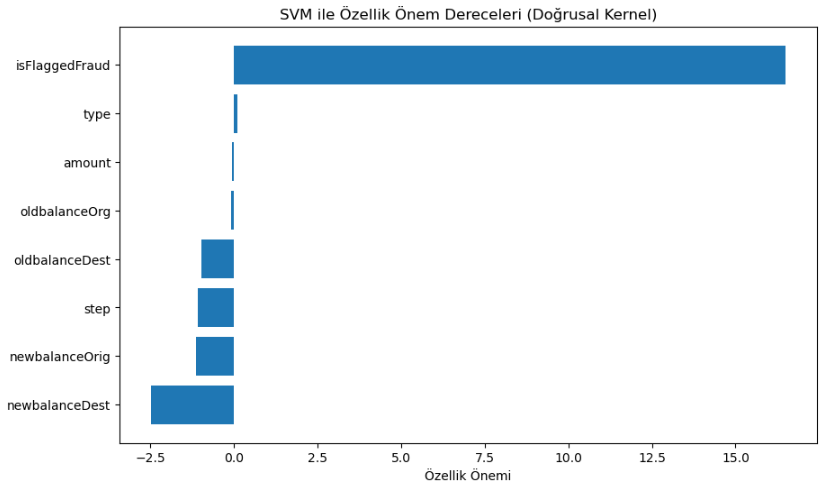 SVM ile Özellik Önem Dereceleri (Doğrusal Kernel)
isFlaggedFraud
type
amount
oldbalanceOrg
oldbalanceDest
step
newbalanceOrig
newbalanceDest
−2.5 0.0 2.5 5.0 7.5 10.0 12.5 15.0
Özellik Önemi